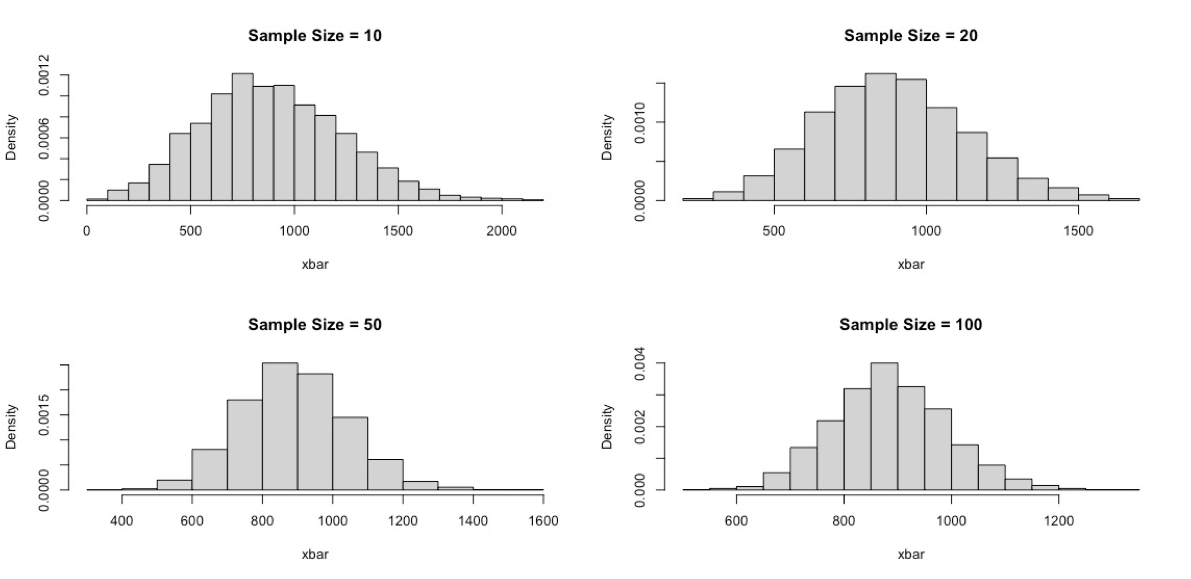 Sample Size = 10
Density
0.0000 0.0006 0.0012
0 500 1000 1500 2000
xbar
Sample Size = 20
Density
0.0000 0.0010
500 1000 1500
xbar
Sample Size = 50
Density
0.0000 0.0015
400 600 800 1000 1200 1400 1600
xbar
Sample Size = 100
Density
0.000 0.002 0.004
600 800 1000 1200
xbar